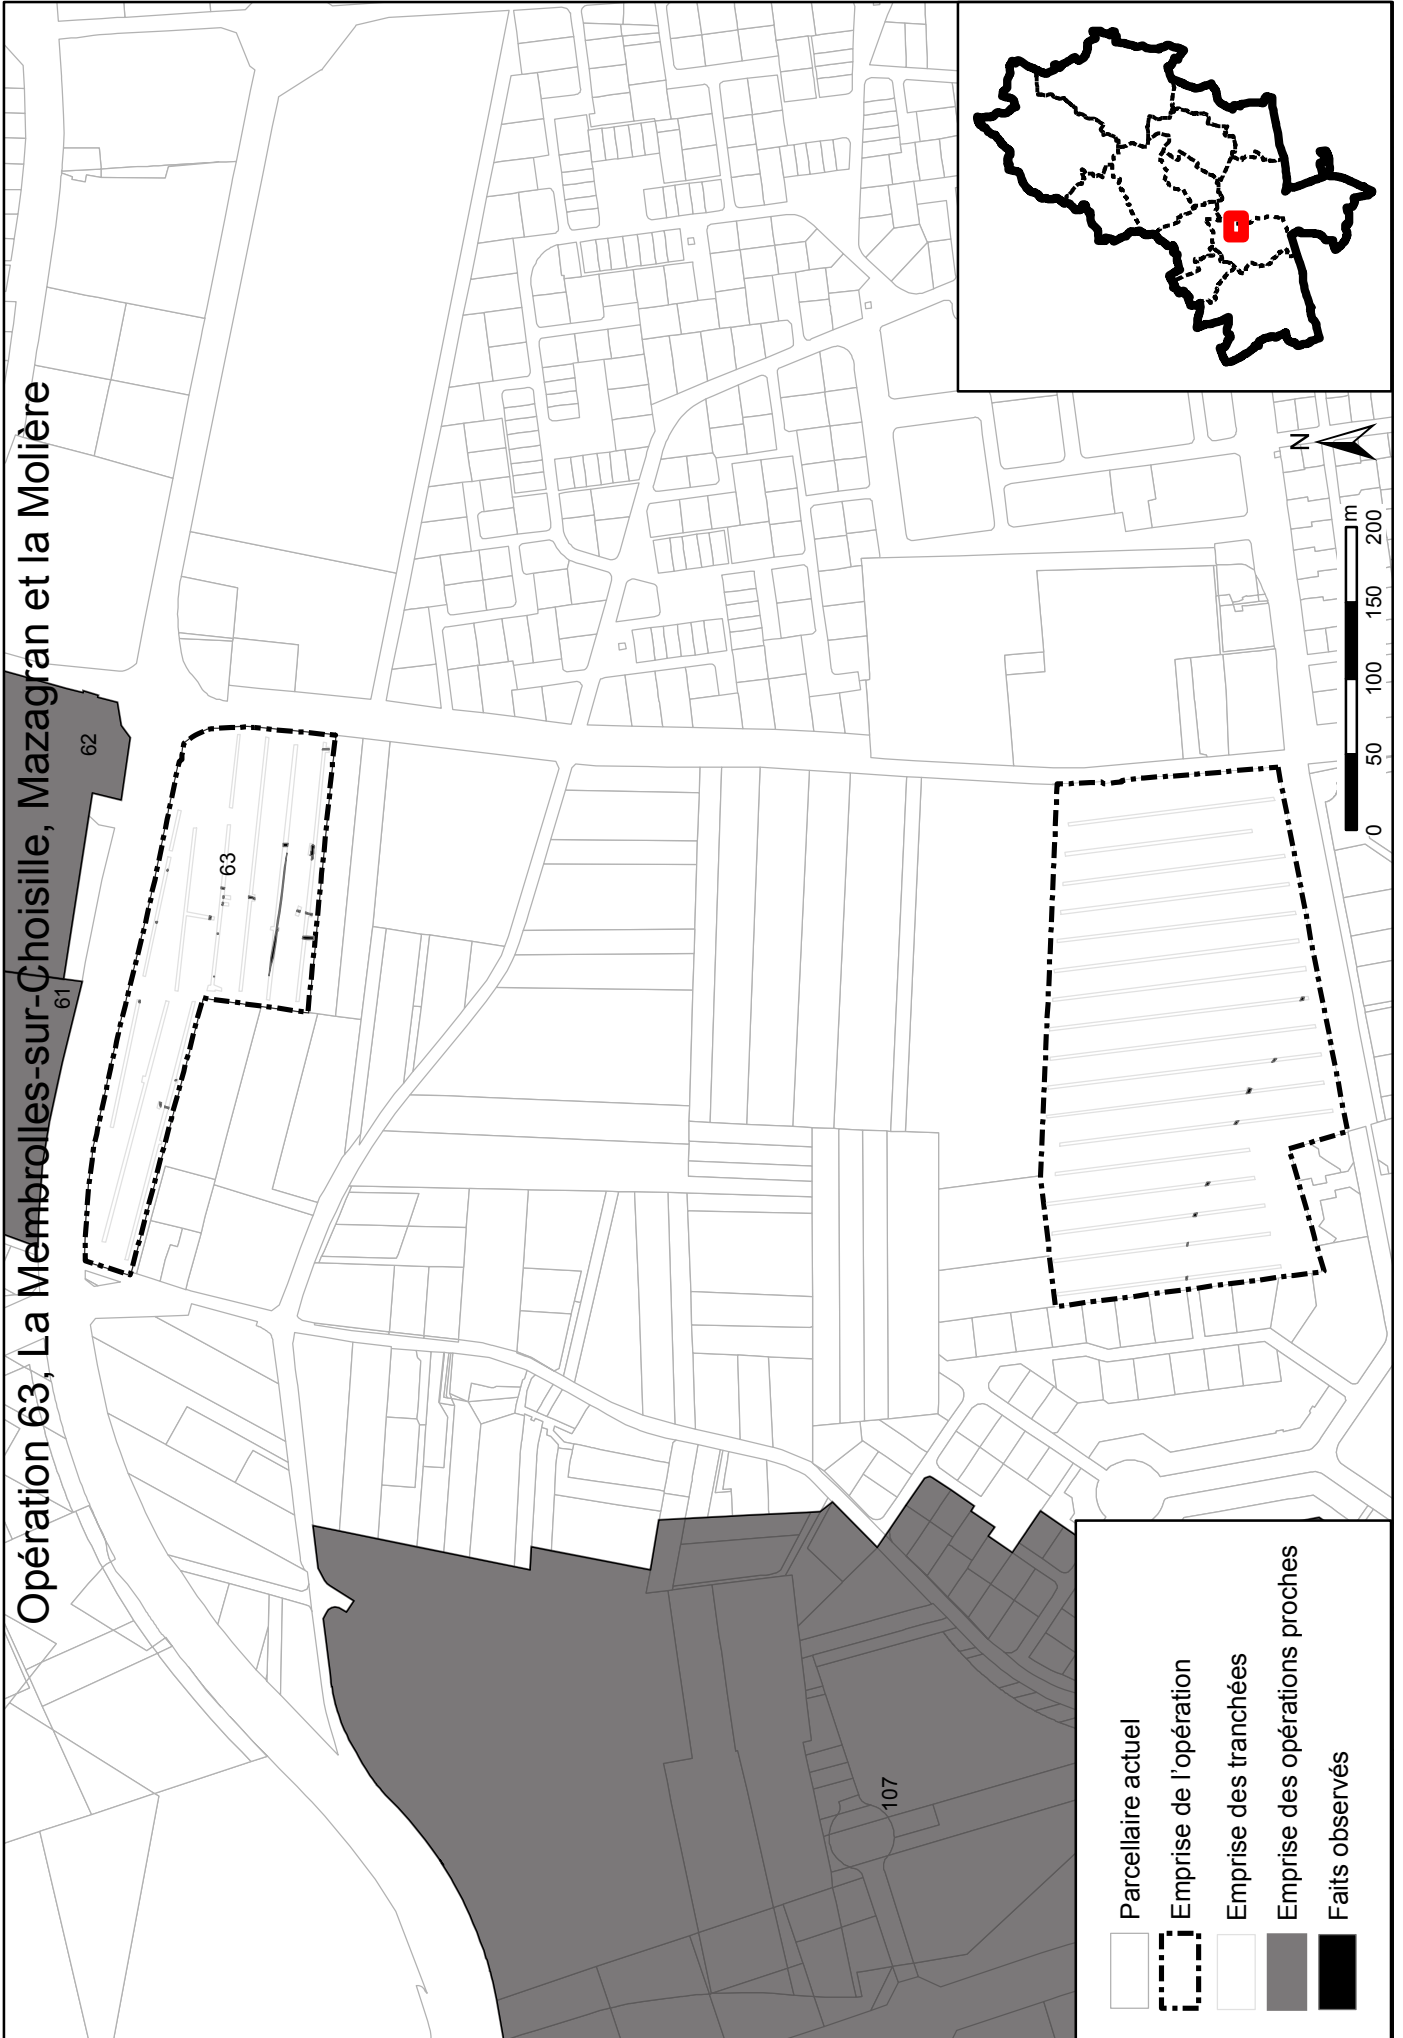 Opération 63, La Membrolles-sur-Choisille, Mazagran et la Molière
61
62
63
107
N
m
0 50 100 150 200
Parcellaire actuel
Emprise de l'opération
Emprise des tranchées
Emprise des opérations proches
Faits observés